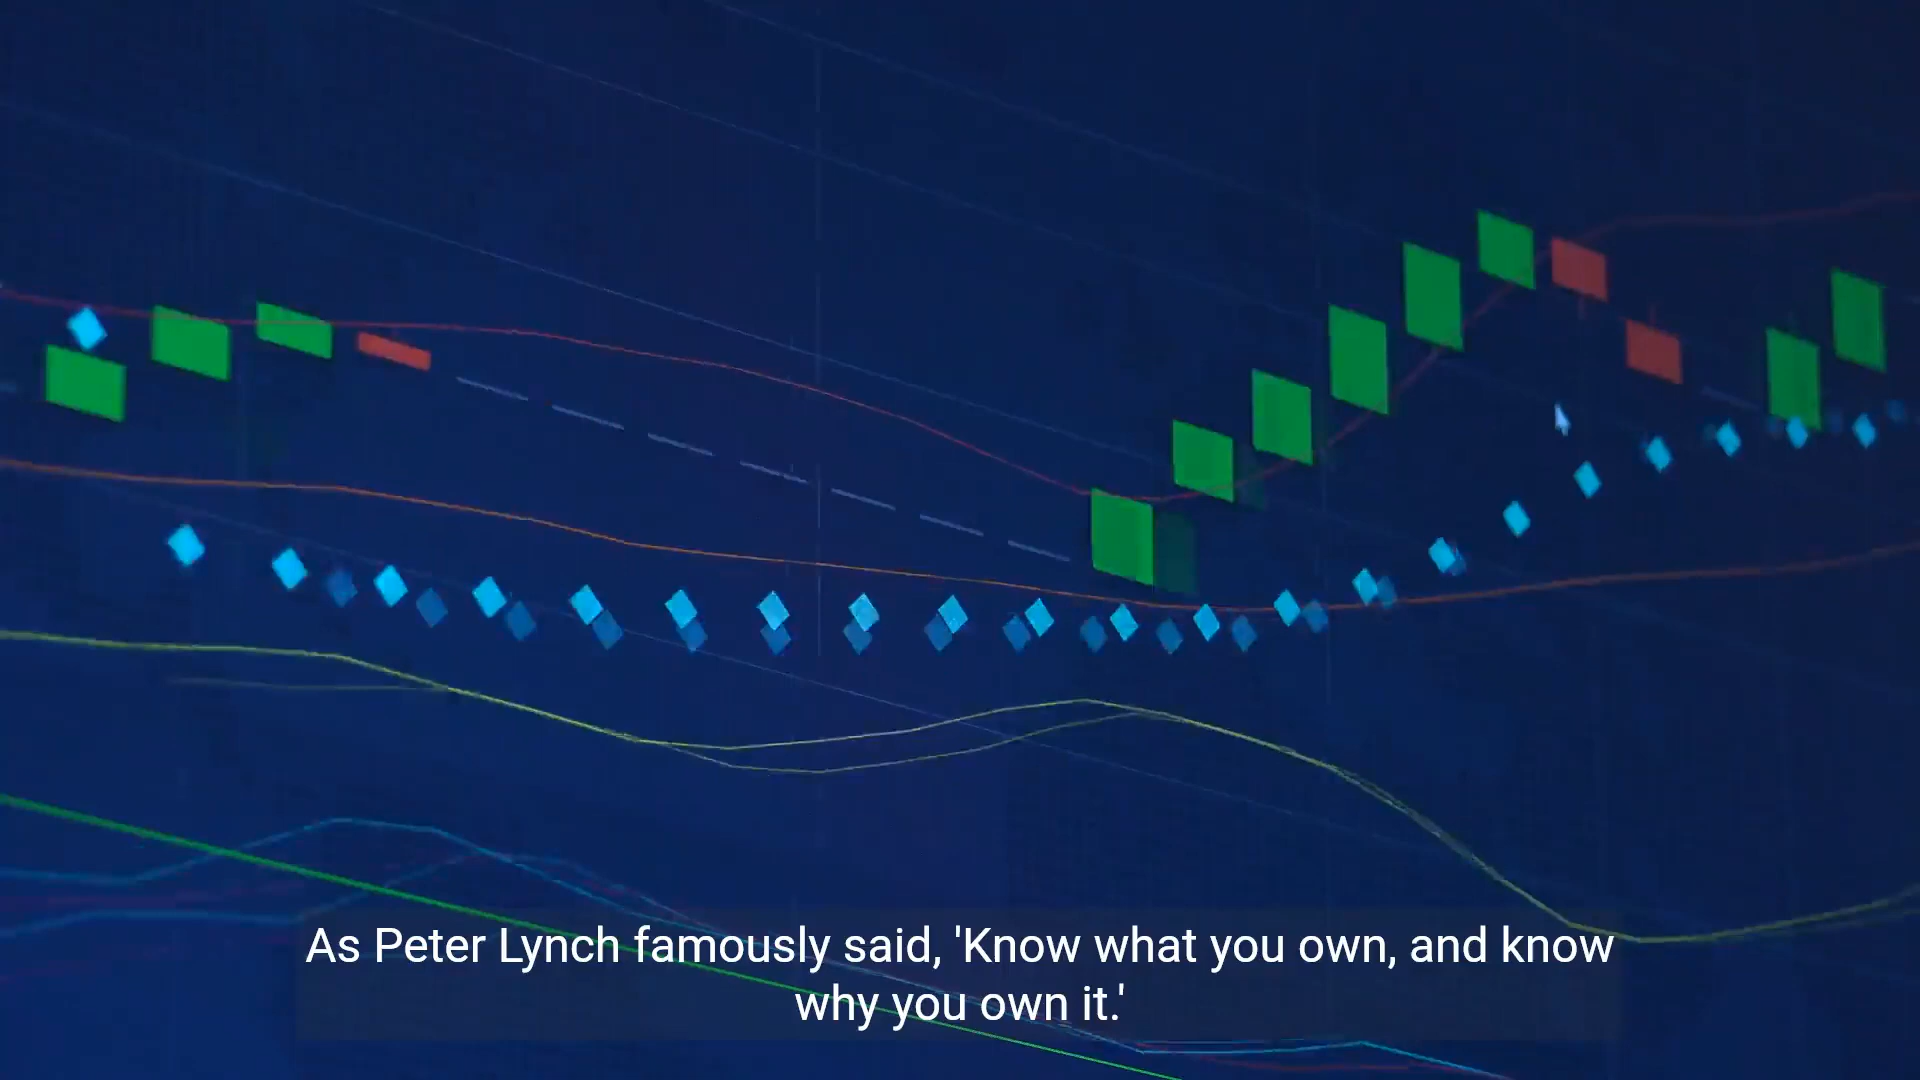 As Peter Lynch famously said, 'Know what you own, and know
why you own it.'